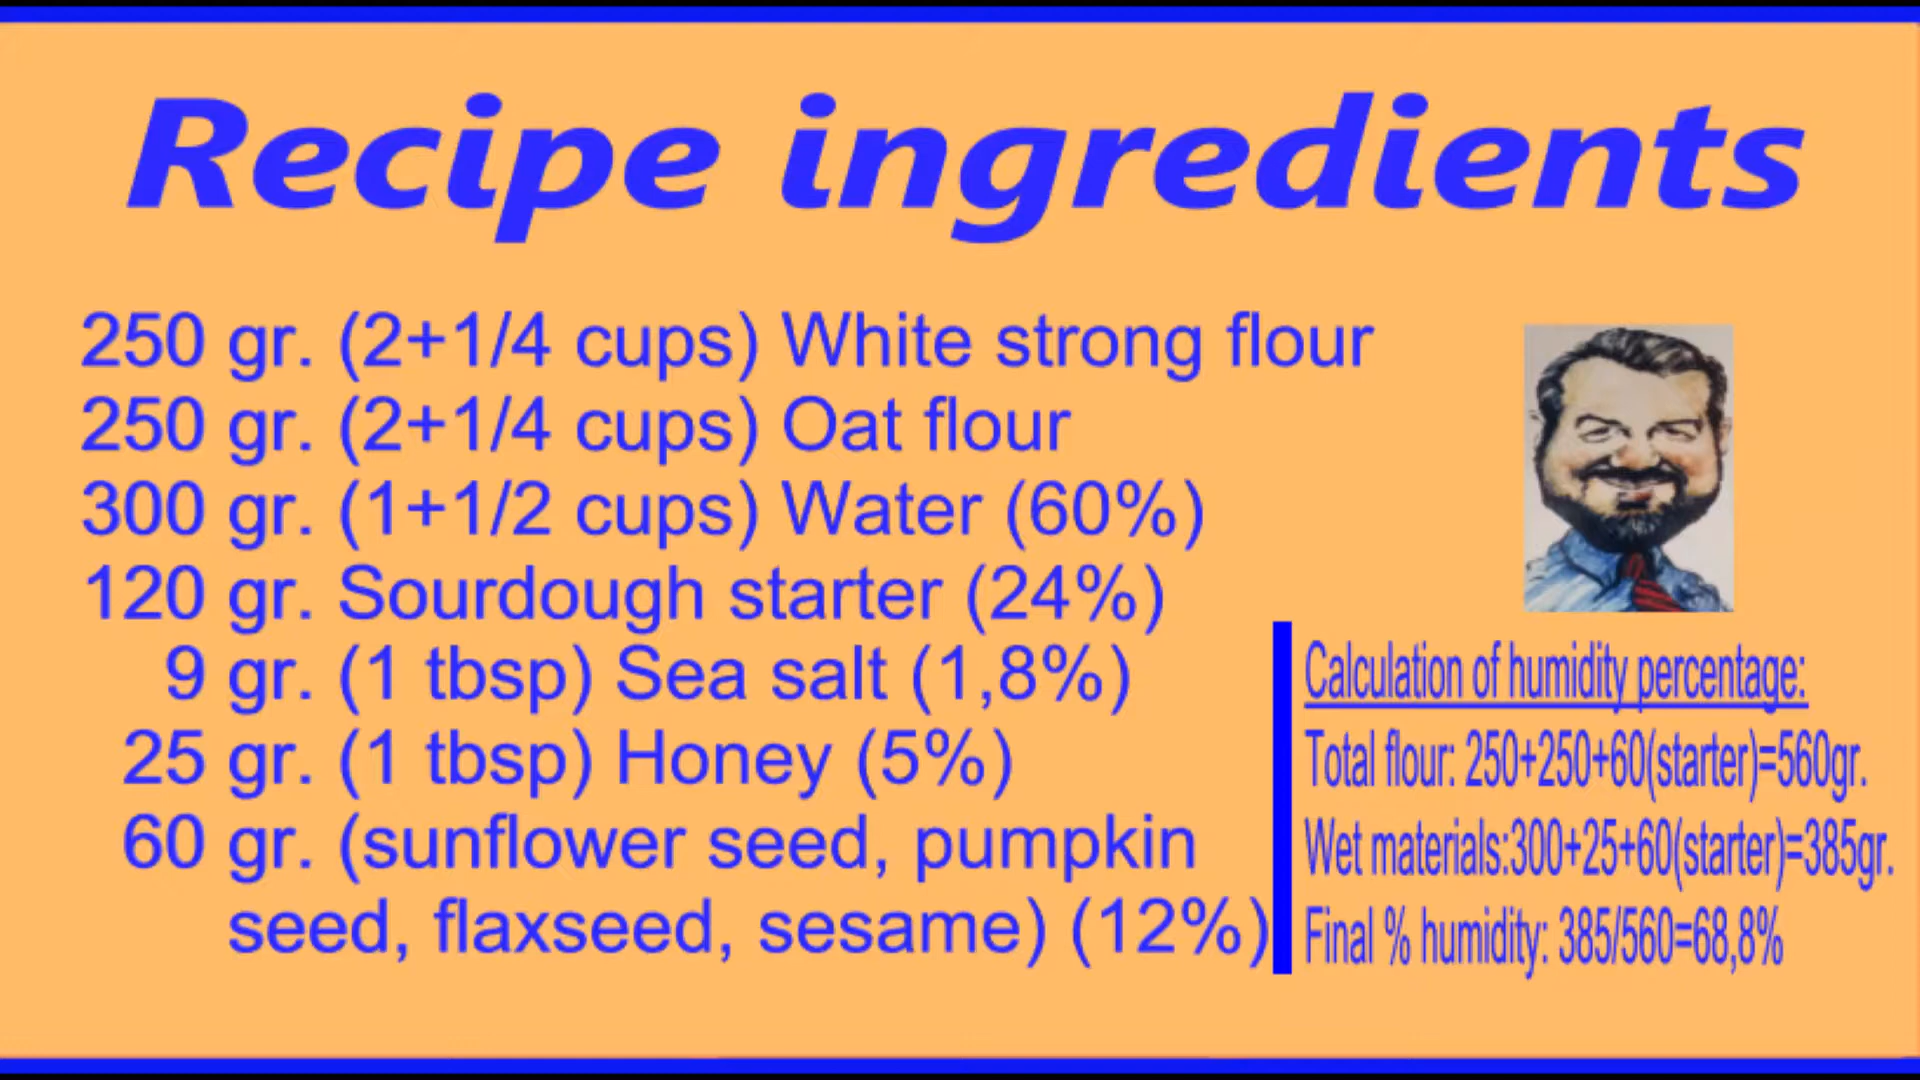 Recipe ingredients
250 gr. (2+1/4 cups) White strong flour
250 gr. (2+1/4 cups) Oat flour
300 gr. (1+1/2 cups) Water (60%)
120 gr. Sourdough starter (24%)
9 gr. (1 tbsp) Sea salt (1,8%)
25 gr. (1 tbsp) Honey (5%)
60 gr. (sunflower seed, pumpkin
seed, flaxseed, sesame) (12%)
Calculation of humidity percentage:
Total flour: 250+250+60(starter)=560gr.
Wet materials:300+25+60(starter)=385gr.
Final % humidity: 385/560=68,8%